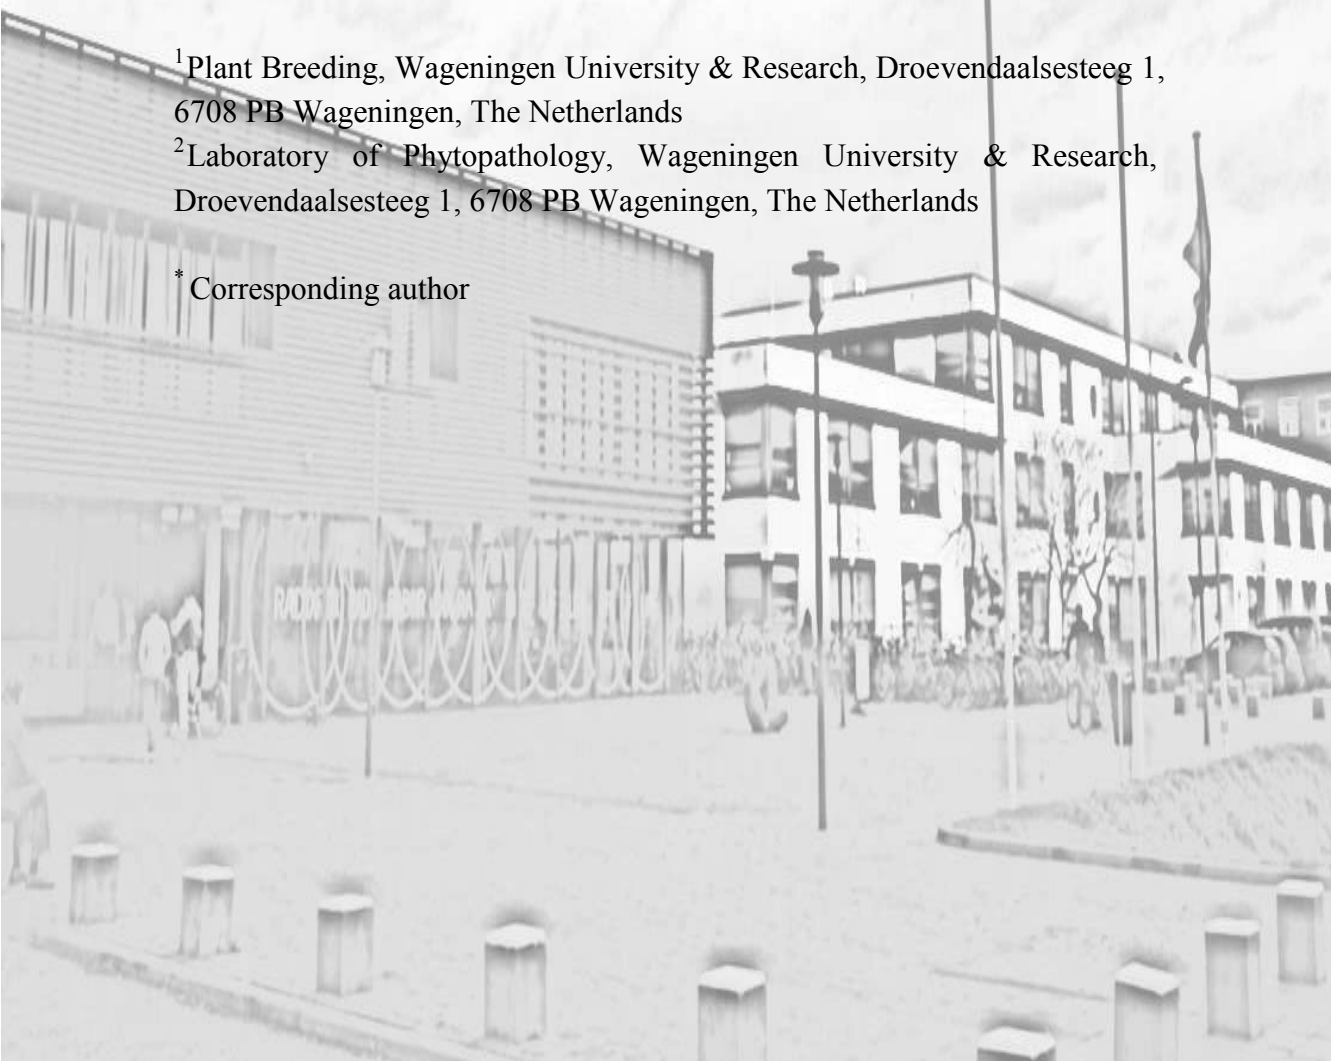 ¹Plant Breeding, Wageningen University & Research, Droevendaalsesteeg 1,
6708 PB Wageningen, The Netherlands
²Laboratory of Phytopathology, Wageningen University & Research,
Droevendaalsesteeg 1, 6708 PB Wageningen, The Netherlands
* Corresponding author